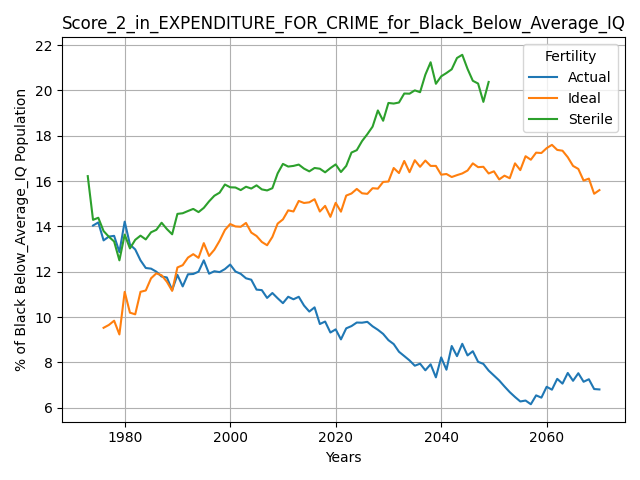 Score_2_in_EXPENDITURE_FOR_CRIME_for_Black_Below_Average_IQ
Fertility
Actual
Ideal
Sterile
% of Black Below_Average_IQ Population
22
20
18
16
14
12
10
8
6
1980
2000
2020
2040
2060
Years